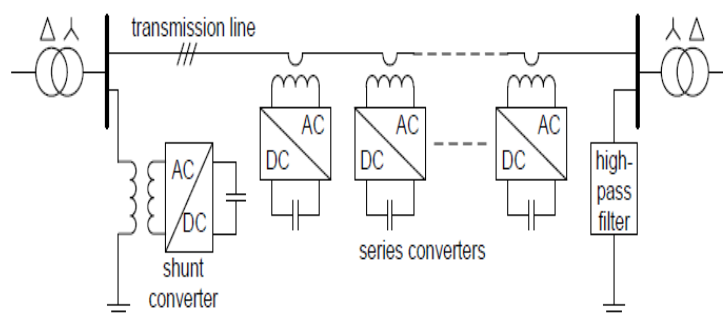 transmission line
AC
DC
AC
DC
AC
DC
AC
DC
high-
pass
filter
shunt
converter
series converters